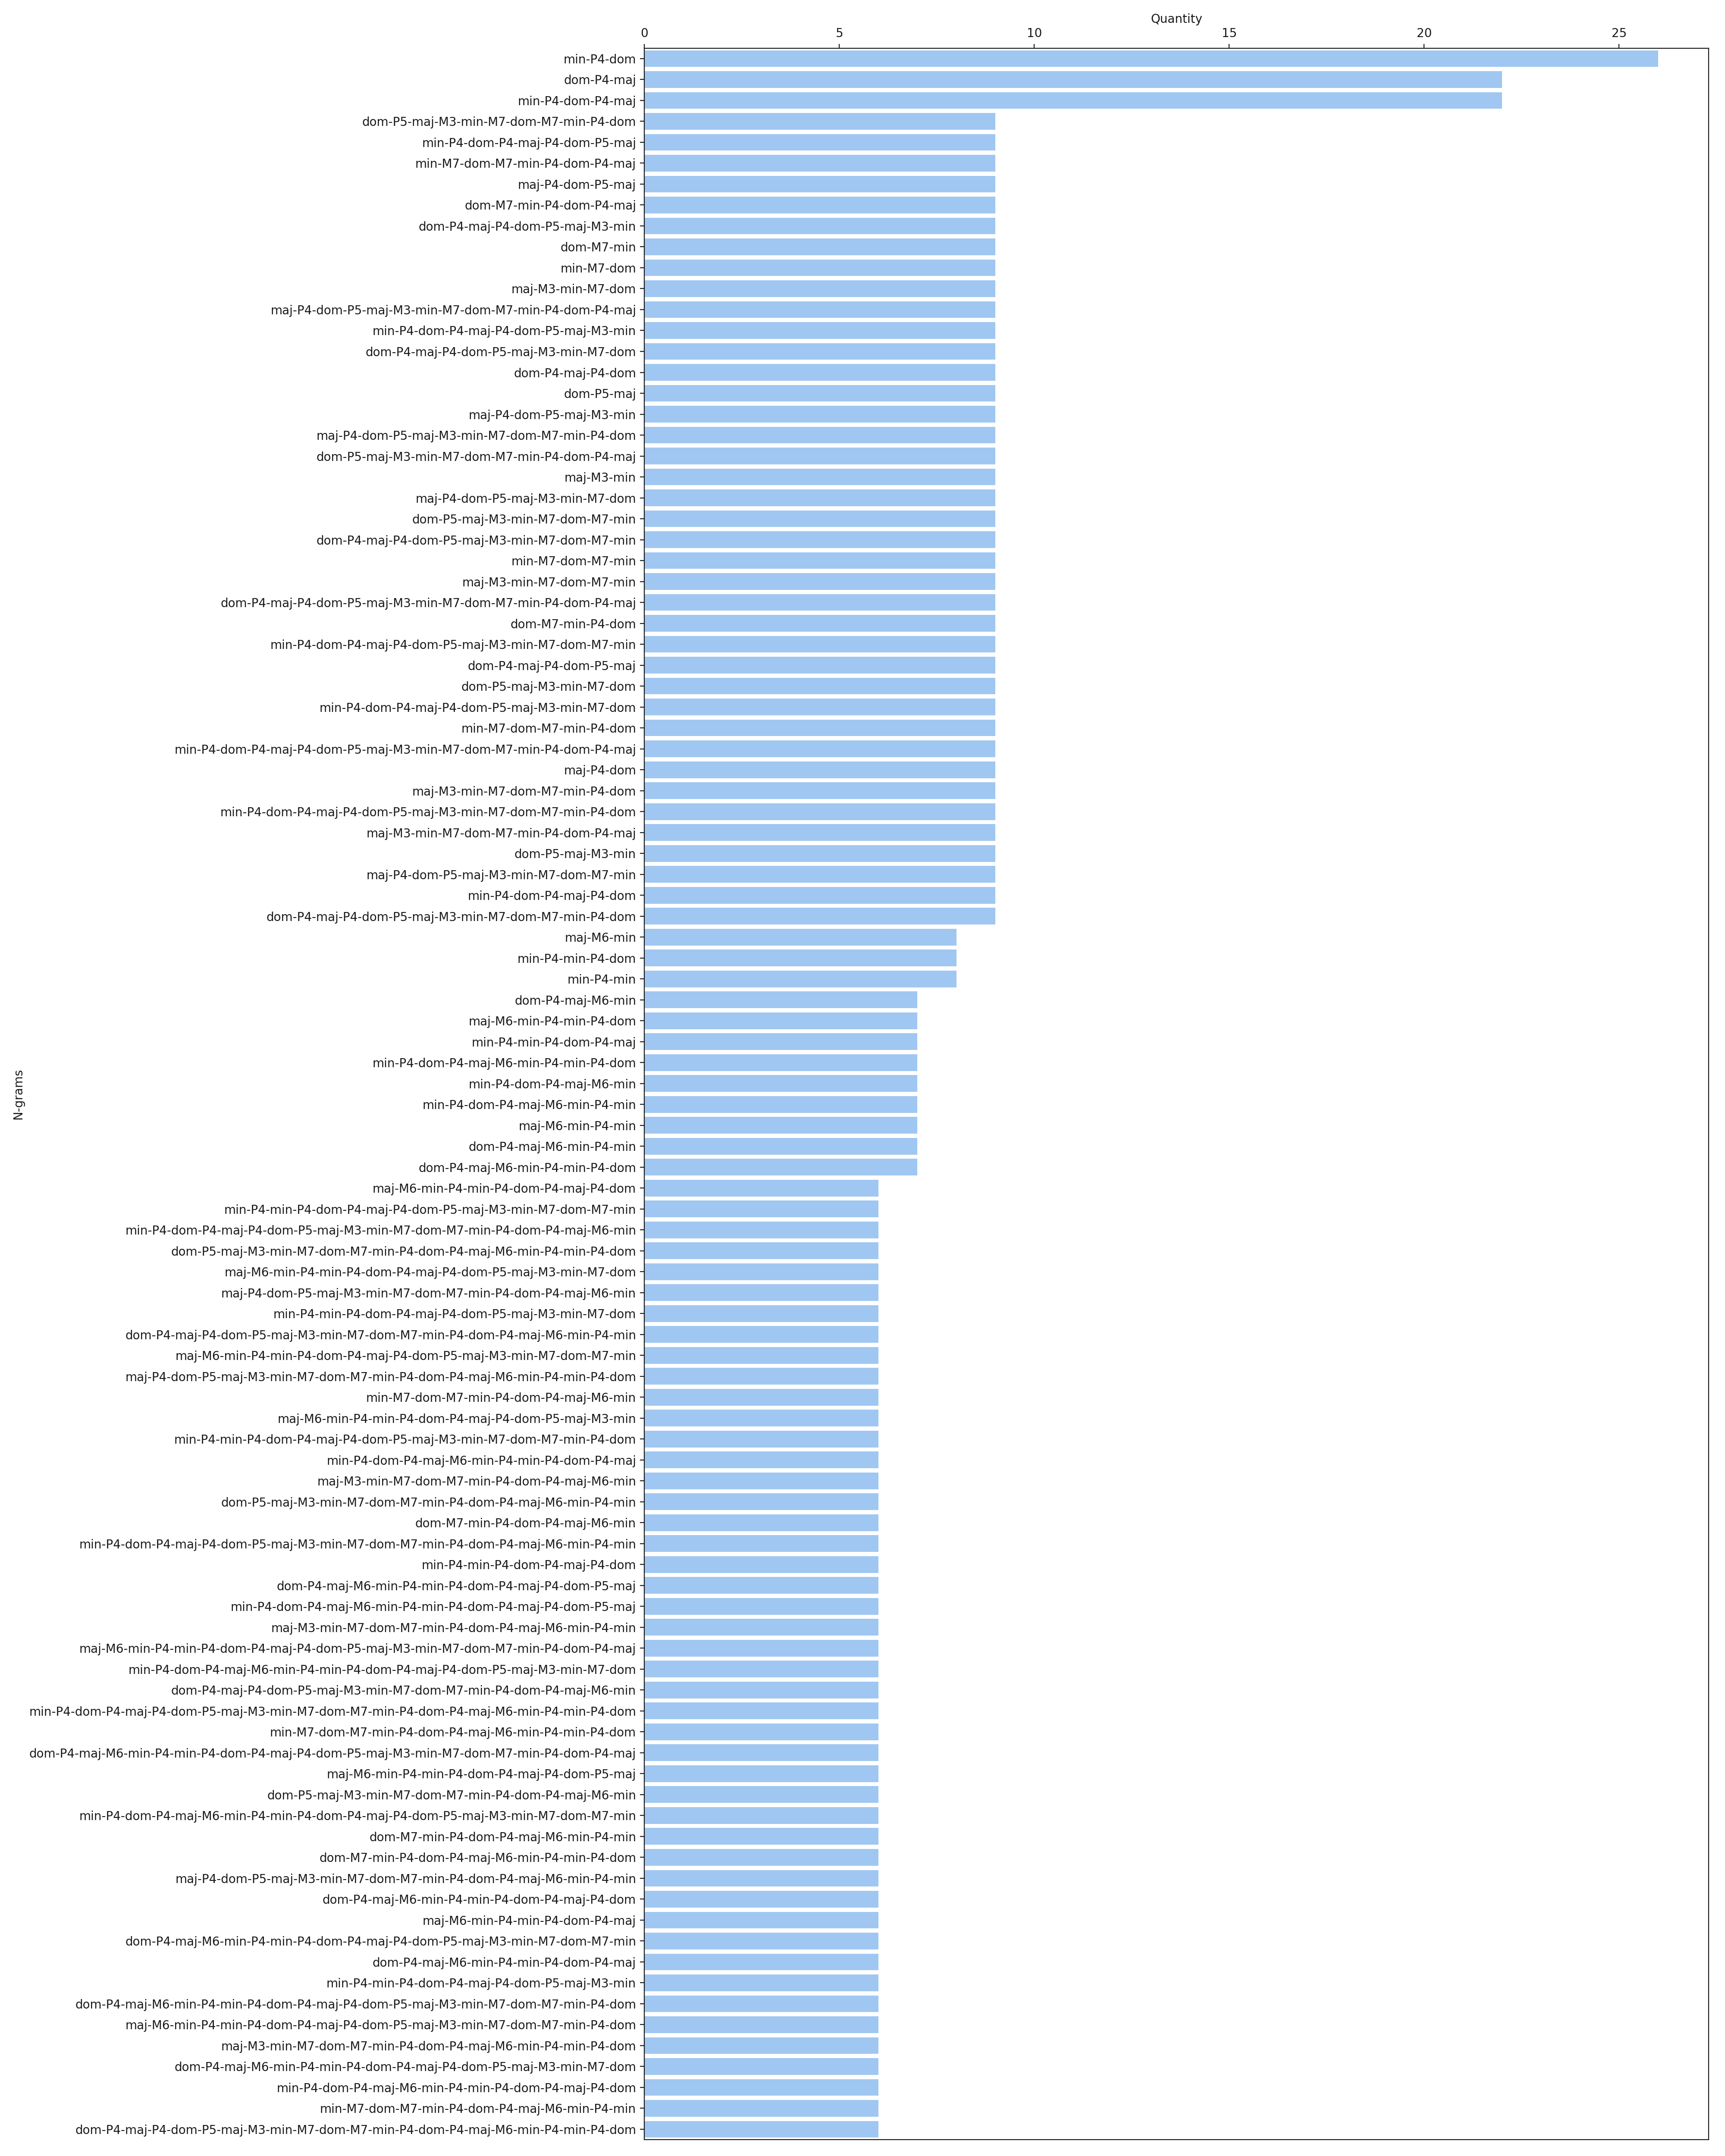 Quantity
0 5 10 15 20 25
min-P4-dom
dom-P4-maj
min-P4-dom-P4-maj
dom-P5-maj-M3-min-M7-dom-M7-min-P4-dom
min-P4-dom-P4-maj-P4-dom-P5-maj
min-M7-dom-M7-min-P4-dom-P4-maj
maj-P4-dom-P5-maj
dom-M7-min-P4-dom-P4-maj
dom-P4-maj-P4-dom-P5-maj-M3-min
dom-M7-min
min-M7-dom
maj-M3-min-M7-dom
maj-P4-dom-P5-maj-M3-min-M7-dom-M7-min-P4-dom-P4-maj
min-P4-dom-P4-maj-P4-dom-P5-maj-M3-min
dom-P4-maj-P4-dom-P5-maj-M3-min-M7-dom
dom-P4-maj-P4-dom
dom-P5-maj
maj-P4-dom-P5-maj-M3-min
maj-P4-dom-P5-maj-M3-min-M7-dom-M7-min-P4-dom
dom-P5-maj-M3-min-M7-dom-M7-min-P4-dom-P4-maj
maj-M3-min
maj-P4-dom-P5-maj-M3-min-M7-dom
dom-P5-maj-M3-min-M7-dom-M7-min
dom-P4-maj-P4-dom-P5-maj-M3-min-M7-dom-M7-min
min-M7-dom-M7-min
maj-M3-min-M7-dom-M7-min
dom-P4-maj-P4-dom-P5-maj-M3-min-M7-dom-M7-min-P4-dom-P4-maj
dom-M7-min-P4-dom
min-P4-dom-P4-maj-P4-dom-P5-maj-M3-min-M7-dom-M7-min
dom-P4-maj-P4-dom-P5-maj
dom-P5-maj-M3-min-M7-dom
min-P4-dom-P4-maj-P4-dom-P5-maj-M3-min-M7-dom
min-M7-dom-M7-min-P4-dom
min-P4-dom-P4-maj-P4-dom-P5-maj-M3-min-M7-dom-M7-min-P4-dom-P4-maj
maj-P4-dom
maj-M3-min-M7-dom-M7-min-P4-dom
min-P4-dom-P4-maj-P4-dom-P5-maj-M3-min-M7-dom-M7-min-P4-dom
maj-M3-min-M7-dom-M7-min-P4-dom-P4-maj
dom-P5-maj-M3-min
maj-P4-dom-P5-maj-M3-min-M7-dom-M7-min
min-P4-dom-P4-maj-P4-dom
dom-P4-maj-P4-dom-P5-maj-M3-min-M7-dom-M7-min-P4-dom
maj-M6-min
min-P4-min-P4-dom
min-P4-min
dom-P4-maj-M6-min
maj-M6-min-P4-min-P4-dom
min-P4-min-P4-dom-P4-maj
min-P4-dom-P4-maj-M6-min-P4-min-P4-dom
min-P4-dom-P4-maj-M6-min
min-P4-dom-P4-maj-M6-min-P4-min
maj-M6-min-P4-min
dom-P4-maj-M6-min-P4-min
dom-P4-maj-M6-min-P4-min-P4-dom
maj-M6-min-P4-min-P4-dom-P4-maj-P4-dom
min-P4-min-P4-dom-P4-maj-P4-dom-P5-maj-M3-min-M7-dom-M7-min
min-P4-dom-P4-maj-P4-dom-P5-maj-M3-min-M7-dom-M7-min-P4-dom-P4-maj-M6-min
dom-P5-maj-M3-min-M7-dom-M7-min-P4-dom-P4-maj-M6-min-P4-min-P4-dom
maj-M6-min-P4-min-P4-dom-P4-maj-P4-dom-P5-maj-M3-min-M7-dom
maj-P4-dom-P5-maj-M3-min-M7-dom-M7-min-P4-dom-P4-maj-M6-min
min-P4-min-P4-dom-P4-maj-P4-dom-P5-maj-M3-min-M7-dom
dom-P4-maj-P4-dom-P5-maj-M3-min-M7-dom-M7-min-P4-dom-P4-maj-M6-min-P4-min
maj-M6-min-P4-min-P4-dom-P4-maj-P4-dom-P5-maj-M3-min-M7-dom-M7-min
maj-P4-dom-P5-maj-M3-min-M7-dom-M7-min-P4-dom-P4-maj-M6-min-P4-min-P4-dom
min-M7-dom-M7-min-P4-dom-P4-maj-M6-min
maj-M6-min-P4-min-P4-dom-P4-maj-P4-dom-P5-maj-M3-min
min-P4-min-P4-dom-P4-maj-P4-dom-P5-maj-M3-min-M7-dom-M7-min-P4-dom
min-P4-dom-P4-maj-M6-min-P4-min-P4-dom-P4-maj
maj-M3-min-M7-dom-M7-min-P4-dom-P4-maj-M6-min
dom-P5-maj-M3-min-M7-dom-M7-min-P4-dom-P4-maj-M6-min-P4-min
dom-M7-min-P4-dom-P4-maj-M6-min
min-P4-dom-P4-maj-P4-dom-P5-maj-M3-min-M7-dom-M7-min-P4-dom-P4-maj-M6-min-P4-min
min-P4-min-P4-dom-P4-maj-P4-dom
dom-P4-maj-M6-min-P4-min-P4-dom-P4-maj-P4-dom-P5-maj
min-P4-dom-P4-maj-M6-min-P4-min-P4-dom-P4-maj-P4-dom-P5-maj
maj-M3-min-M7-dom-M7-min-P4-dom-P4-maj-M6-min-P4-min
maj-M6-min-P4-min-P4-dom-P4-maj-P4-dom-P5-maj-M3-min-M7-dom-M7-min-P4-dom-P4-maj
min-P4-dom-P4-maj-M6-min-P4-min-P4-dom-P4-maj-P4-dom-P5-maj-M3-min-M7-dom
dom-P4-maj-P4-dom-P5-maj-M3-min-M7-dom-M7-min-P4-dom-P4-maj-M6-min
min-P4-dom-P4-maj-P4-dom-P5-maj-M3-min-M7-dom-M7-min-P4-dom-P4-maj-M6-min-P4-min-P4-dom
min-M7-dom-M7-min-P4-dom-P4-maj-M6-min-P4-min-P4-dom
dom-P4-maj-M6-min-P4-min-P4-dom-P4-maj-P4-dom-P5-maj-M3-min-M7-dom-M7-min-P4-dom-P4-maj
maj-M6-min-P4-min-P4-dom-P4-maj-P4-dom-P5-maj
dom-P5-maj-M3-min-M7-dom-M7-min-P4-dom-P4-maj-M6-min
min-P4-dom-P4-maj-M6-min-P4-min-P4-dom-P4-maj-P4-dom-P5-maj-M3-min-M7-dom-M7-min
dom-M7-min-P4-dom-P4-maj-M6-min-P4-min
dom-M7-min-P4-dom-P4-maj-M6-min-P4-min-P4-dom
maj-P4-dom-P5-maj-M3-min-M7-dom-M7-min-P4-dom-P4-maj-M6-min-P4-min
dom-P4-maj-M6-min-P4-min-P4-dom-P4-maj-P4-dom
maj-M6-min-P4-min-P4-dom-P4-maj
dom-P4-maj-M6-min-P4-min-P4-dom-P4-maj-P4-dom-P5-maj-M3-min-M7-dom-M7-min
dom-P4-maj-M6-min-P4-min-P4-dom-P4-maj
min-P4-min-P4-dom-P4-maj-P4-dom-P5-maj-M3-min
dom-P4-maj-M6-min-P4-min-P4-dom-P4-maj-P4-dom-P5-maj-M3-min-M7-dom-M7-min-P4-dom
maj-M6-min-P4-min-P4-dom-P4-maj-P4-dom-P5-maj-M3-min-M7-dom-M7-min-P4-dom
maj-M3-min-M7-dom-M7-min-P4-dom-P4-maj-M6-min-P4-min-P4-dom
dom-P4-maj-M6-min-P4-min-P4-dom-P4-maj-P4-dom-P5-maj-M3-min-M7-dom
min-P4-dom-P4-maj-M6-min-P4-min-P4-dom-P4-maj-P4-dom
min-M7-dom-M7-min-P4-dom-P4-maj-M6-min-P4-min
dom-P4-maj-P4-dom-P5-maj-M3-min-M7-dom-M7-min-P4-dom-P4-maj-M6-min-P4-min-P4-dom
N-grams